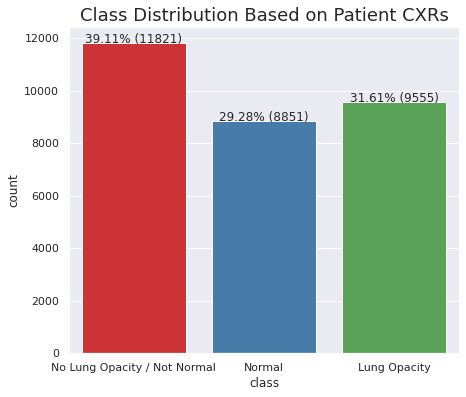 Class Distribution Based on Patient CXRs
39.11% (11821)
29.28% (8851)
31.61% (9555)
12000
10000
8000
6000
4000
2000
0
count
No Lung Opacity / Not Normal
Normal
Lung Opacity
class